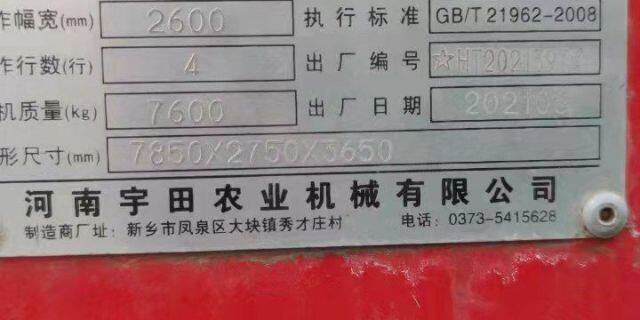 作幅宽(mm) 2600 执行标准 GB/T 21962-2008
作行数(行) 4 出厂编号
机质量(kg) 7600 出厂日期
形尺寸(mm) 7850X2750X3650
河南宇田农业机械有限公司
制造商厂址: 新乡市凤泉区大块镇秀才庄村 电话: 0373-5415628